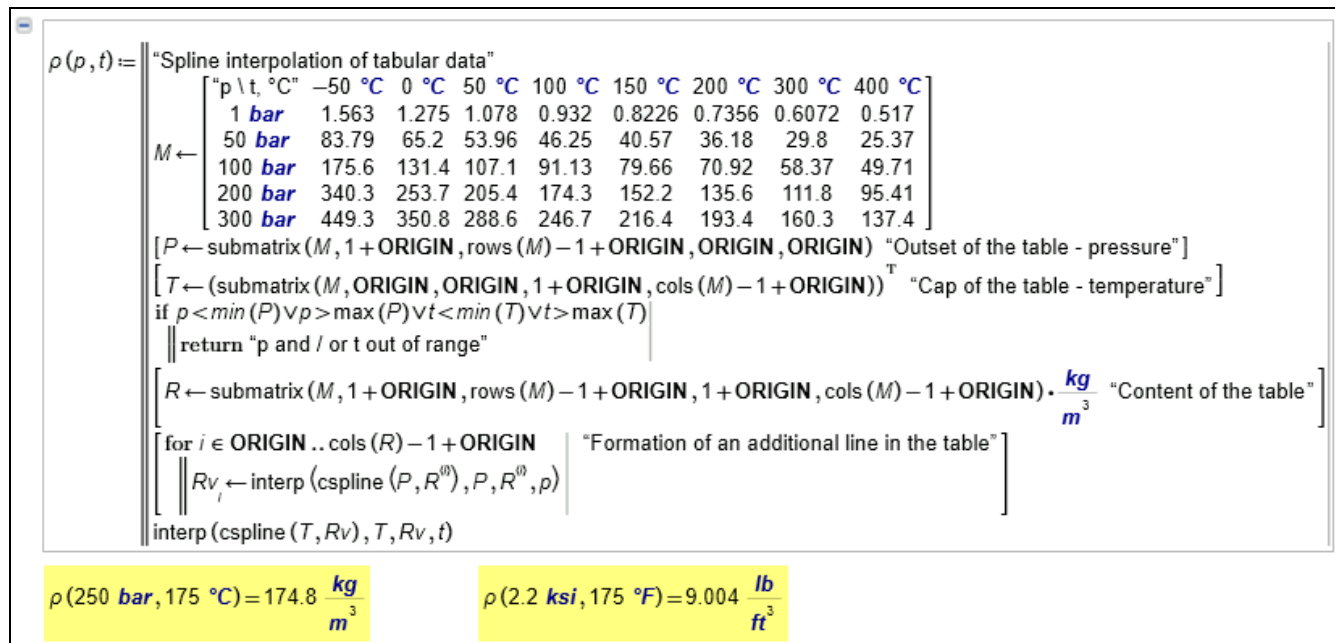 ρ(p,t)≔ “Spline interpolation of tabular data”
“p \ t, °C” −50 °C 0 °C 50 °C 100 °C 150 °C 200 °C 300 °C 400 °C
1 bar 1.563 1.275 1.078 0.932 0.8226 0.7356 0.6072 0.517
50 bar 83.79 65.2 53.96 46.25 40.57 36.18 29.8 25.37
M← 100 bar 175.6 131.4 107.1 91.13 79.66 70.92 58.37 49.71
200 bar 340.3 253.7 205.4 174.3 152.2 135.6 111.8 95.41
300 bar 449.3 350.8 288.6 246.7 216.4 193.4 160.3 137.4
[P←submatrix(M,1+ORIGIN,rows(M)−1+ORIGIN,ORIGIN,ORIGIN) “Outset of the table - pressure”]
[T←(submatrix(M,ORIGIN,ORIGIN,1+ORIGIN,cols(M)−1+ORIGIN))ᵀ “Cap of the table - temperature”]
if p<min(P)∨p>max(P)∨t<min(T)∨t>max(T)
return “p and / or t out of range”
[R←submatrix(M,1+ORIGIN,rows(M)−1+ORIGIN,1+ORIGIN,cols(M)−1+ORIGIN)·kg/m³ “Content of the table”]
[for i∈ORIGIN..cols(R)−1+ORIGIN “Formation of an additional line in the table”]
Rvᵢ←interp(cspline(P,R⁽ⁱ⁾),P,R⁽ⁱ⁾,p)
interp(cspline(T,Rv),T,Rv,t)
ρ(250 bar,175 °C)=174.8 kg/m³ ρ(2.2 ksi,175 °F)=9.004 lb/ft³